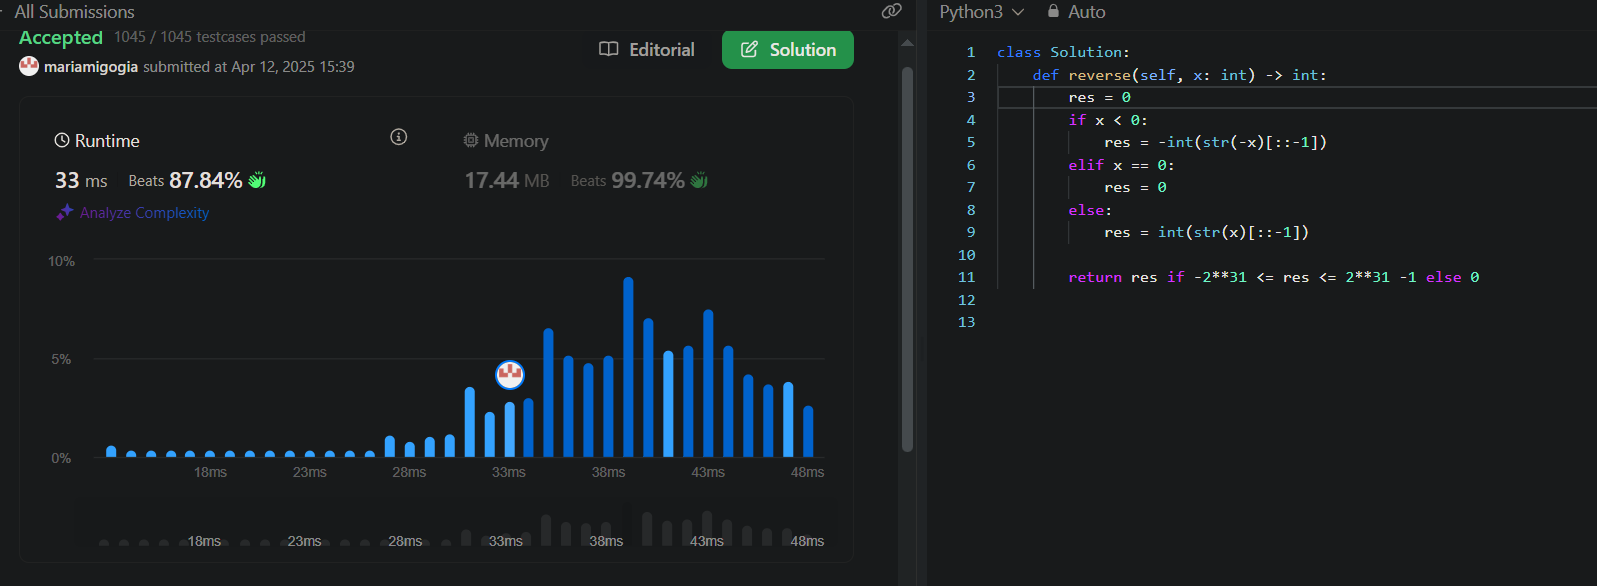 All Submissions
Accepted 1045 / 1045 testcases passed
mariamigogia submitted at Apr 12, 2025 15:39
Editorial
Solution
Runtime
33 ms Beats 87.84%
Analyze Complexity
Memory
17.44 MB Beats 99.74%
10%
5%
0%
18ms 23ms 28ms 33ms 38ms 43ms 48ms
18ms 23ms 28ms 33ms 38ms 43ms 48ms
Python3 Auto
1 class Solution:
2     def reverse(self, x: int) -> int:
3         res = 0
4         if x < 0:
5             res = -int(str(-x)[::-1])
6         elif x == 0:
7             res = 0
8         else:
9             res = int(str(x)[::-1])
10
11         return res if -2**31 <= res <= 2**31 -1 else 0
12
13